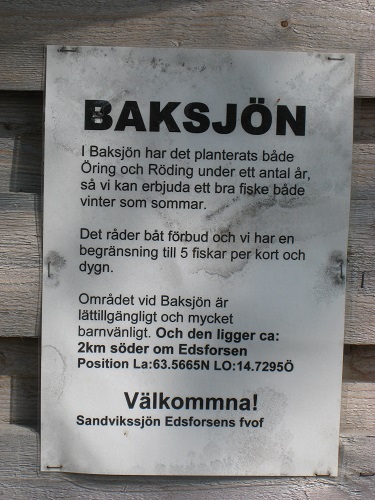 BAKSJÖN
I Baksjön har det planterats både
Öring och Röding under ett antal år,
så vi kan erbjuda ett bra fiske både
vinter som sommar.
Det råder båt förbud och vi har en
begränsning till 5 fiskar per kort och
dygn.
Området vid Baksjön är
lättillgängligt och mycket
barnvänligt. Och den ligger ca:
2km söder om Edsforsen
Position La:63.5665N LO:14.7295Ö
Välkommna!
Sandvikssjön Edsforsens fvof